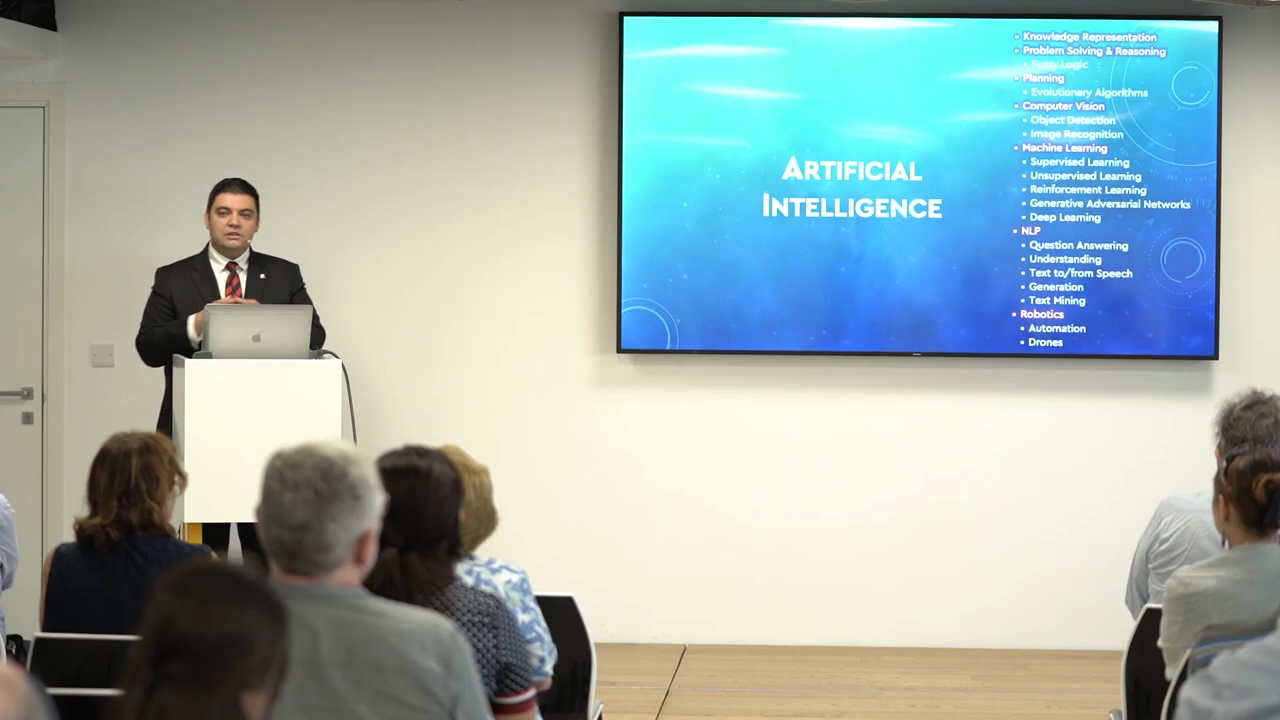 ARTIFICIAL
INTELLIGENCE
Knowledge Representation
Problem Solving & Reasoning
Fuzzy Logic
Planning
Evolutionary Algorithms
Computer Vision
Object Detection
Image Recognition
Machine Learning
Supervised Learning
Unsupervised Learning
Reinforcement Learning
Generative Adversarial Networks
Deep Learning
NLP
Question Answering
Understanding
Text to/from Speech
Generation
Text Mining
Robotics
Automation
Drones